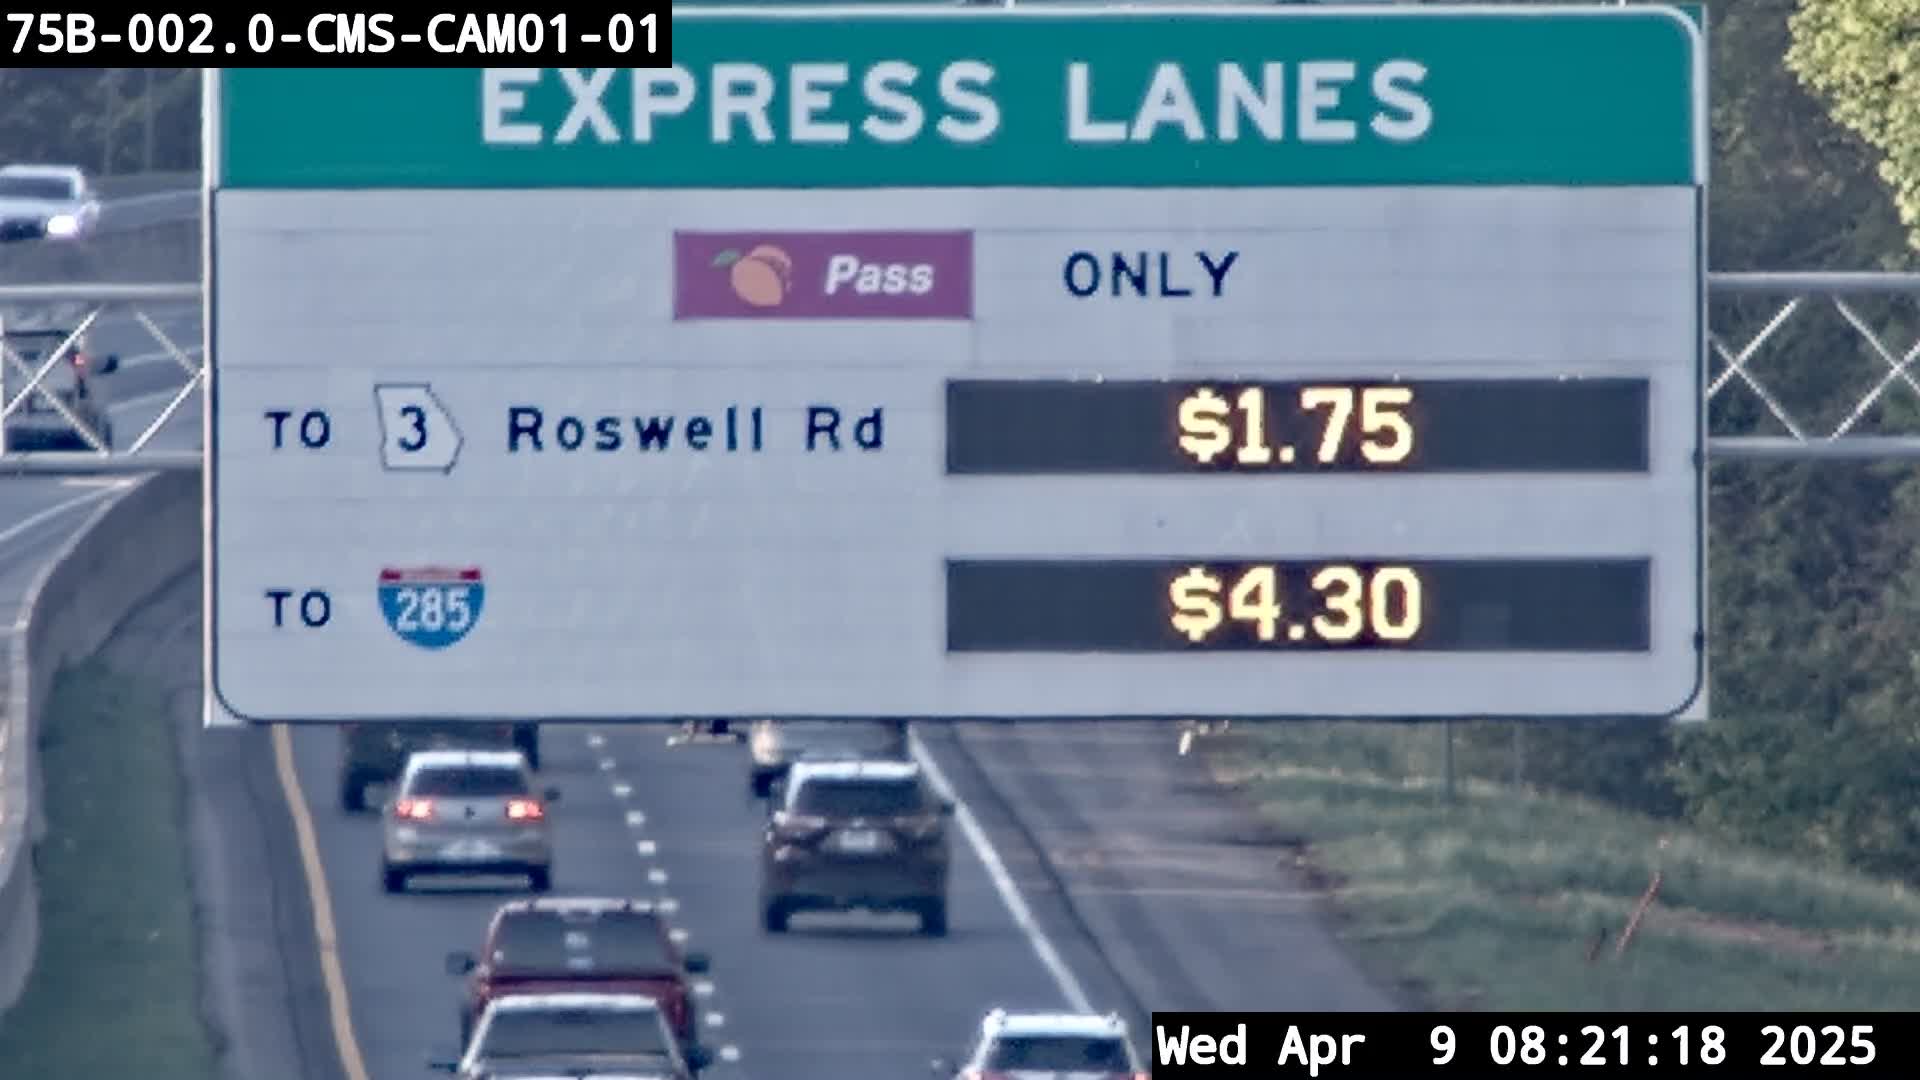 75B-002.0-CMS-CAM01-01
EXPRESS LANES
Pass ONLY
TO 3 Roswell Rd $1.75
TO 285 $4.30
Wed Apr 9 08:21:18 2025